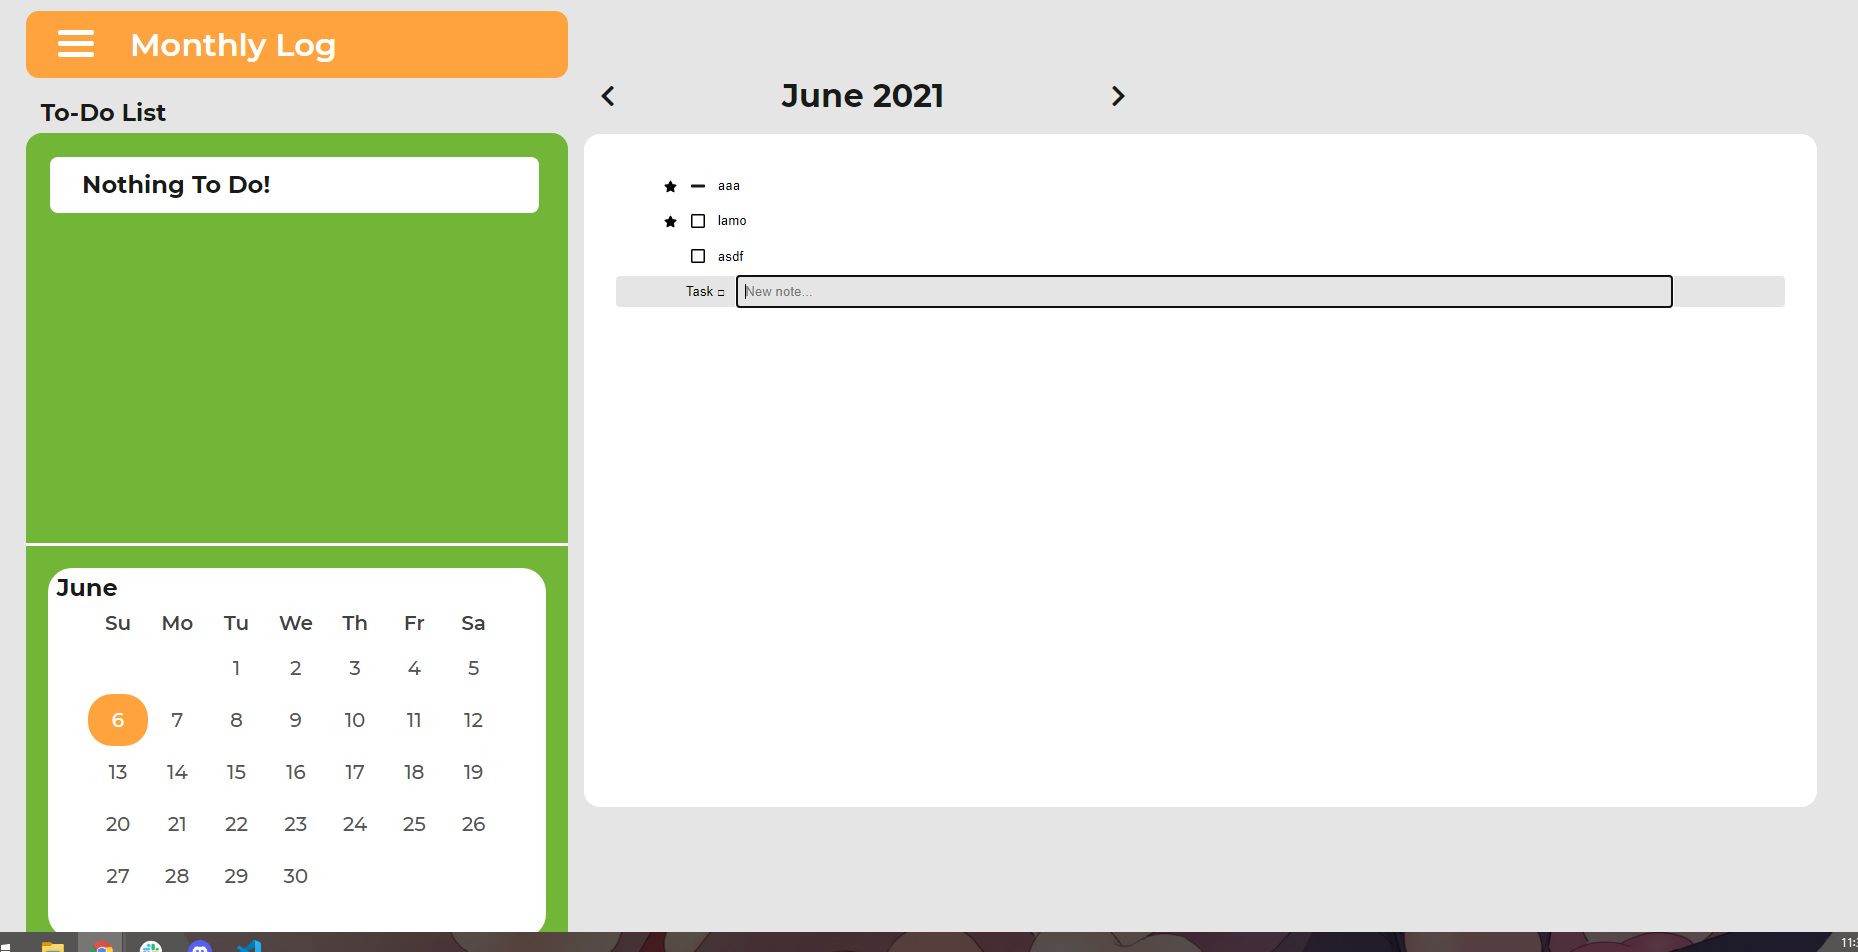 Monthly Log
To-Do List
Nothing To Do!
June 2021
aaa
lamo
asdf
Task □ New note...
June
Su Mo Tu We Th Fr Sa
1 2 3 4 5
6 7 8 9 10 11 12
13 14 15 16 17 18 19
20 21 22 23 24 25 26
27 28 29 30